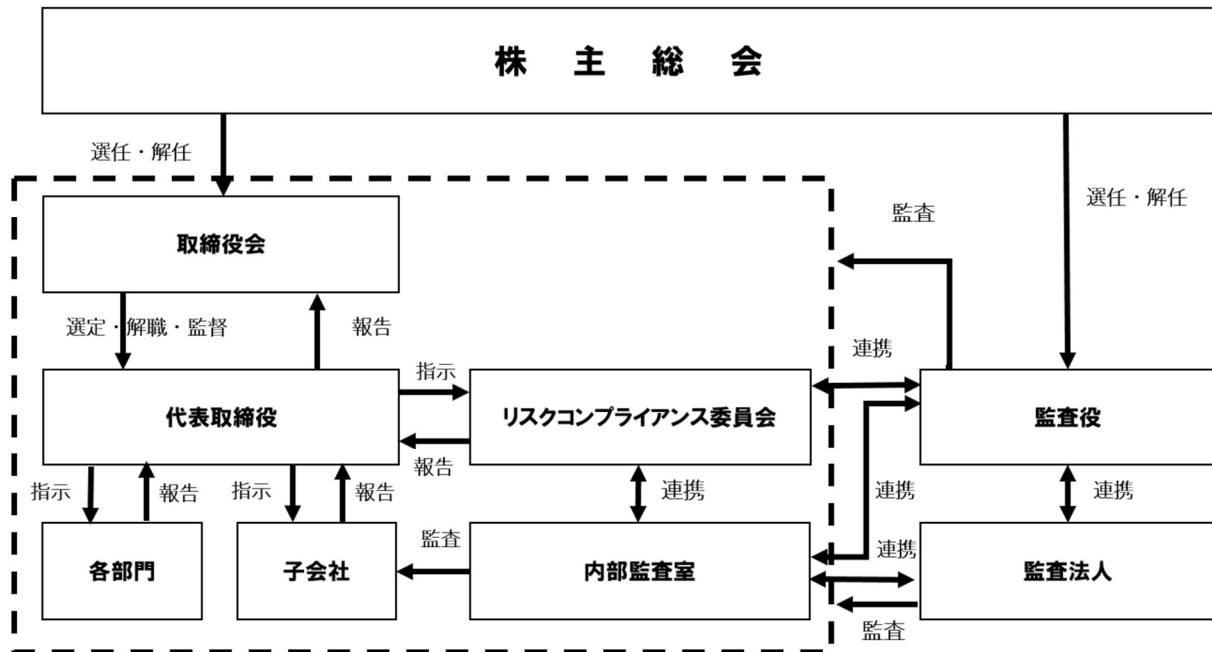 株主総会
選任・解任
取締役会
監査
選任・解任
選定・解職・監督
報告
連携
指示
代表取締役
リスクコンプライアンス委員会
監査役
報告
指示
報告
指示
報告
連携
連携
連携
監査
連携
各部門
子会社
内部監査室
監査法人
監査